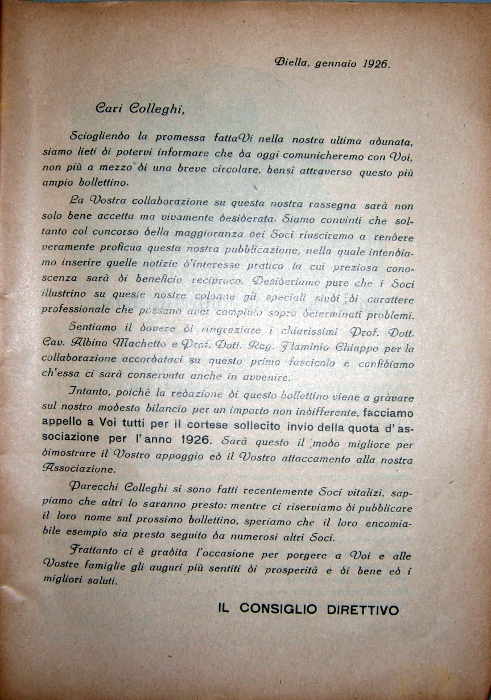 Biella, gennaio 1926.
Cari Colleghi,
Sciogliendo la promessa fattaVi nella nostra ultima adunata,
siamo lieti di potervi informare che da oggi comunicheremo con Voi,
non più a mezzo di una breve circolare, bensì attraverso questo più
ampio bollettino.
La Vostra collaborazione su questa nostra rassegna sarà non
solo bene accetta ma vivamente desiderata. Siamo convinti che sol-
tanto col concorso della maggioranza dei Soci riusciremo a rendere
veramente proficua questa nostra pubblicazione, nella quale intendia-
mo inserire quelle notizie d'interesse pratico la cui preziosa cono-
scenza sarà di beneficio reciproco. Desideriamo pure che i Soci
illustrino su queste nostre colonne gli speciali studi di carattere
professionale che possano aver compiuto sopra determinati problemi.
Sentiamo il dovere di ringraziare i chiarissimi Prof. Dott.
Cav. Albino Machetto e Prof. Dott. Rag. Flaminio Chiappo per la
collaborazione accordataci su questo primo fascicolo e confidiamo
ch'essa ci sarà conservata anche in avvenire.
Intanto, poichè la redazione di questo bollettino viene a gravare
sul nostro modesto bilancio per un importo non indifferente, facciamo
appello a Voi tutti per il cortese sollecito invio della quota d'as-
sociazione per l'anno 1926. Sarà questo il modo migliore per
dimostrare il Vostro appoggio ed il Vostro attaccamento alla nostra
Associazione.
Parecchi Colleghi si sono fatti recentemente Soci vitalizi, sap-
piamo che altri lo saranno presto: mentre ci riserviamo di pubblicare
il loro nome sul prossimo bollettino, speriamo che il loro encomia-
bile esempio sia presto seguito da numerosi altri Soci.
Frattanto ci è gradita l'occasione per porgere a Voi e alle
Vostre famiglie gli auguri più sentiti di prosperità e di bene ed i
migliori saluti.
IL CONSIGLIO DIRETTIVO